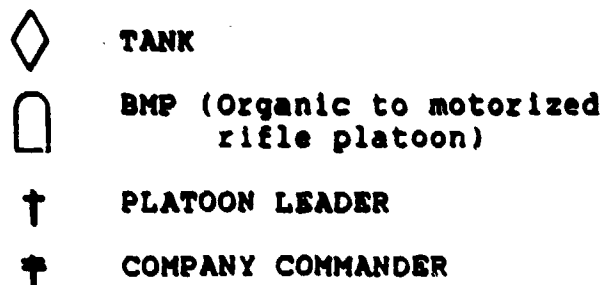 TANK
BMP (Organic to motorized
rifle platoon)
PLATOON LEADER
COMPANY COMMANDER